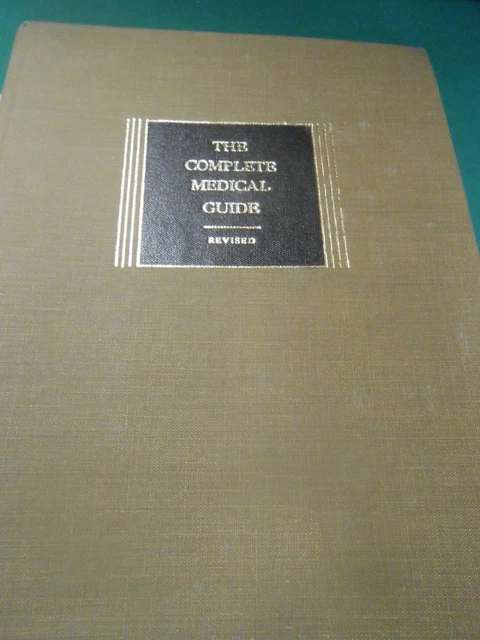 THE
COMPLETE
MEDICAL
GUIDE
REVISED